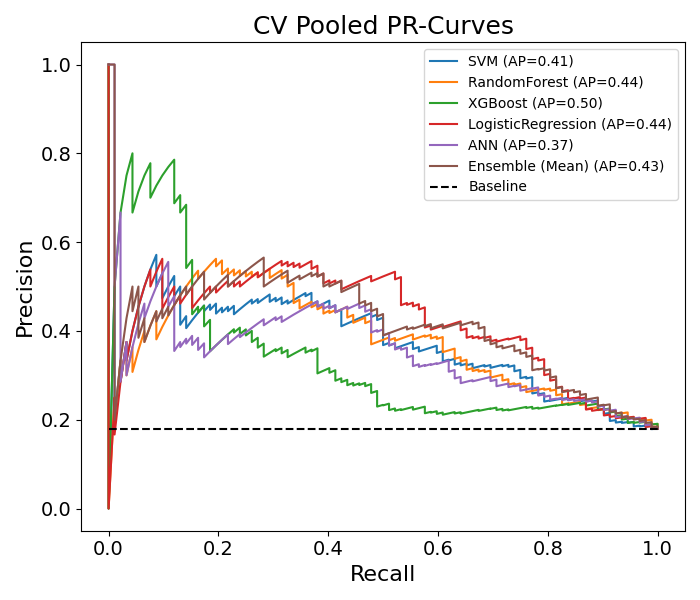 CV Pooled PR-Curves
SVM (AP=0.41)
RandomForest (AP=0.44)
XGBoost (AP=0.50)
LogisticRegression (AP=0.44)
ANN (AP=0.37)
Ensemble (Mean) (AP=0.43)
Baseline
Precision
1.0
0.8
0.6
0.4
0.2
0.0
0.0 0.2 0.4 0.6 0.8 1.0
Recall